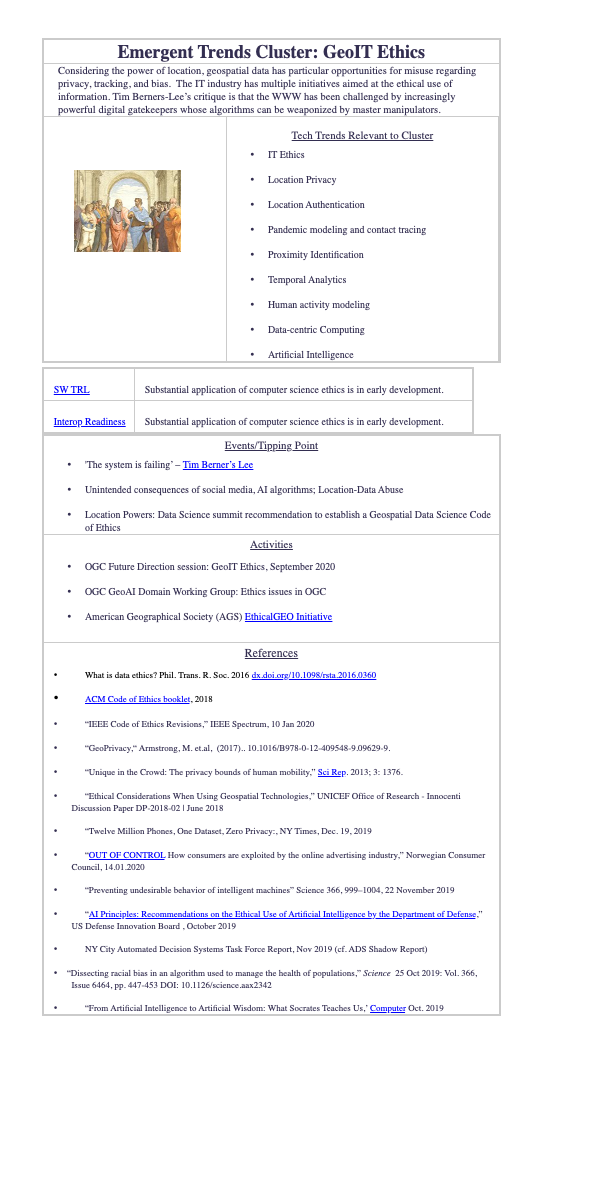 Emergent Trends Cluster: GeoIT Ethics
Considering the power of location, geospatial data has particular opportunities for misuse regarding
privacy, tracking, and bias.  The IT industry has multiple initiatives aimed at the ethical use of
information. Tim Berners-Lee’s critique is that the WWW has been challenged by increasingly
powerful digital gatekeepers whose algorithms can be weaponized by master manipulators.
Tech Trends Relevant to Cluster
• IT Ethics
• Location Privacy
• Location Authentication
• Pandemic modeling and contact tracing
• Proximity Identification
• Temporal Analytics
• Human activity modeling
• Data-centric Computing
• Artificial Intelligence
SW TRL Substantial application of computer science ethics is in early development.
Interop Readiness Substantial application of computer science ethics is in early development.
Events/Tipping Point
• 'The system is failing’ – Tim Berner’s Lee
• Unintended consequences of social media, AI algorithms; Location-Data Abuse
• Location Powers: Data Science summit recommendation to establish a Geospatial Data Science Code
of Ethics
Activities
• OGC Future Direction session: GeoIT Ethics, September 2020
• OGC GeoAI Domain Working Group: Ethics issues in OGC
• American Geographical Society (AGS) EthicalGEO Initiative
References
• What is data ethics? Phil. Trans. R. Soc. 2016 dx.doi.org/10.1098/rsta.2016.0360
• ACM Code of Ethics booklet, 2018
• “IEEE Code of Ethics Revisions,” IEEE Spectrum, 10 Jan 2020
• “GeoPrivacy,“ Armstrong, M. et.al,  (2017).. 10.1016/B978-0-12-409548-9.09629-9.
• “Unique in the Crowd: The privacy bounds of human mobility,” Sci Rep. 2013; 3: 1376.
• “Ethical Considerations When Using Geospatial Technologies,” UNICEF Office of Research - Innocenti
Discussion Paper DP-2018-02 | June 2018
• “Twelve Million Phones, One Dataset, Zero Privacy:, NY Times, Dec. 19, 2019
• “OUT OF CONTROL How consumers are exploited by the online advertising industry,” Norwegian Consumer
Council, 14.01.2020
• “Preventing undesirable behavior of intelligent machines” Science 366, 999–1004, 22 November 2019
• “AI Principles: Recommendations on the Ethical Use of Artificial Intelligence by the Department of Defense,”
US Defense Innovation Board , October 2019
• NY City Automated Decision Systems Task Force Report, Nov 2019 (cf. ADS Shadow Report)
• “Dissecting racial bias in an algorithm used to manage the health of populations,” Science  25 Oct 2019: Vol. 366,
Issue 6464, pp. 447-453 DOI: 10.1126/science.aax2342
• “From Artificial Intelligence to Artificial Wisdom: What Socrates Teaches Us,’ Computer Oct. 2019